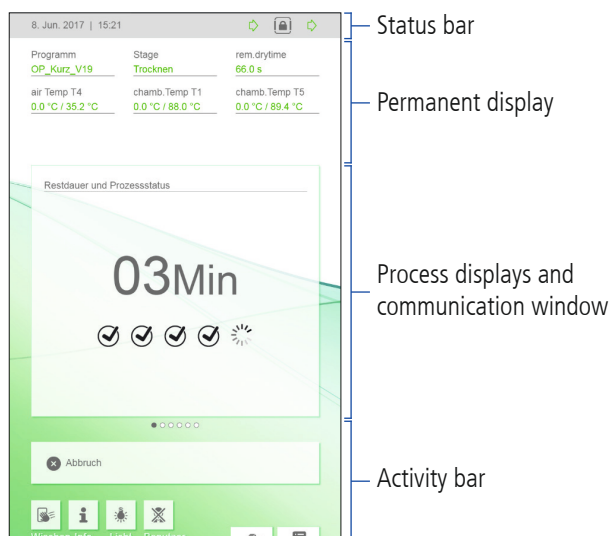 8. Jun. 2017 | 15:21
Status bar
Programm Stage rem.drytime
OP_Kurz_V19 Trocknen 66.0 s
air Temp T4 chamb.Temp T1 chamb.Temp T5
0.0 °C / 35.2 °C 0.0 °C / 88.0 °C 0.0 °C / 89.4 °C
Permanent display
Restdauer und Prozessstatus
03Min
Process displays and
communication window
Abbruch
Activity bar
Info Licht